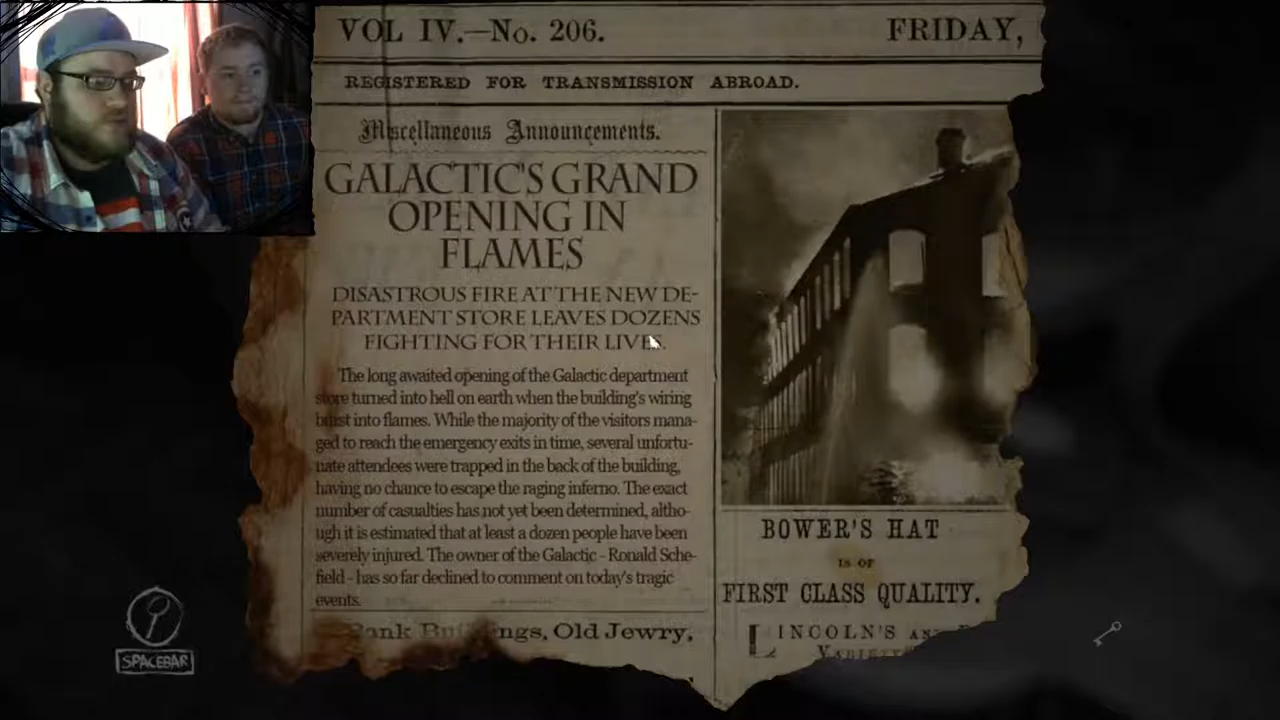 VOL IV.—No. 206.
FRIDAY,
REGISTERED FOR TRANSMISSION ABROAD.
Miscellaneous Announcements.
GALACTIC'S GRAND
OPENING IN
FLAMES
DISASTROUS FIRE AT THE NEW DE-
PARTMENT STORE LEAVES DOZENS
FIGHTING FOR THEIR LIVES.
The long awaited opening of the Galactic department
store turned into hell on earth when the building's wiring
burst into flames. While the majority of the visitors mana-
ged to reach the emergency exits in time, several unfortu-
nate attendees were trapped in the back of the building,
having no chance to escape the raging inferno. The exact
number of casualties has not yet been determined, altho-
ugh it is estimated that at least a dozen people have been
severely injured. The owner of the Galactic - Ronald Sche-
field - has so far declined to comment on today's tragic
events.
Bank Buildings, Old Jewry,
BOWER'S HAT
IS OF
FIRST CLASS QUALITY.
LINCOLN'S
SPACEBAR